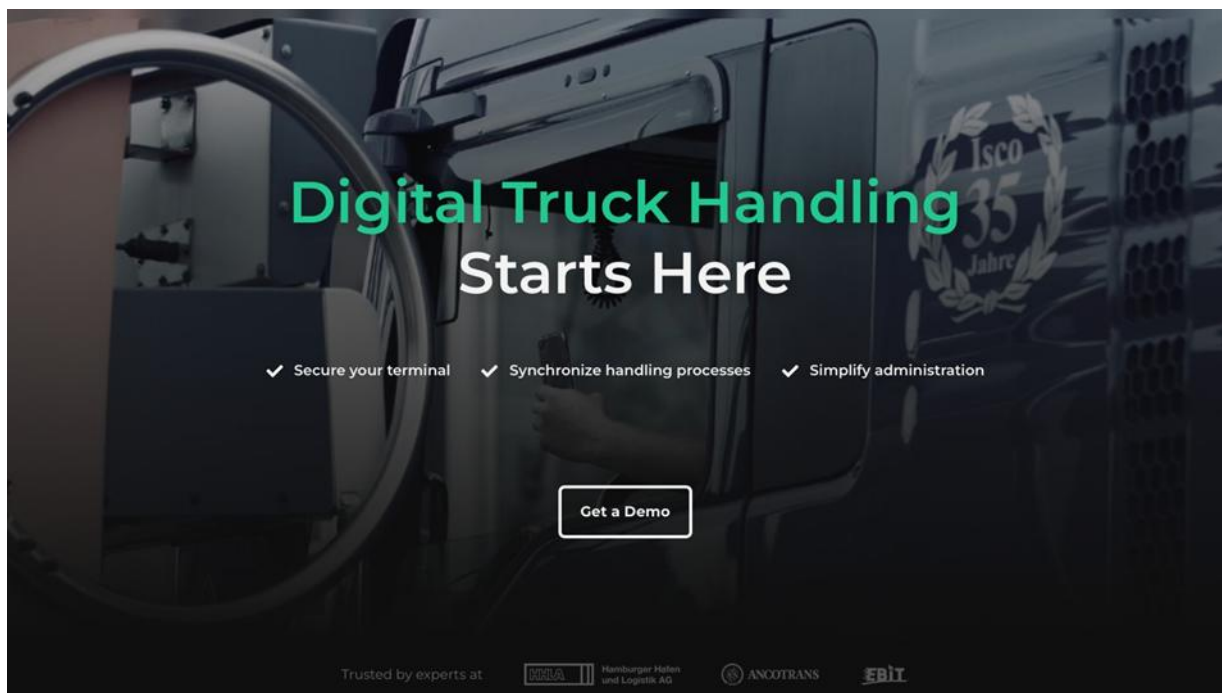 Isco
35
Jahre
Digital Truck Handling
Starts Here
Secure your terminal
Synchronize handling processes
Simplify administration
Get a Demo
Trusted by experts at
HHLA
Hamburger Hafen
und Logistik AG
ANCOTRANS
EBIT